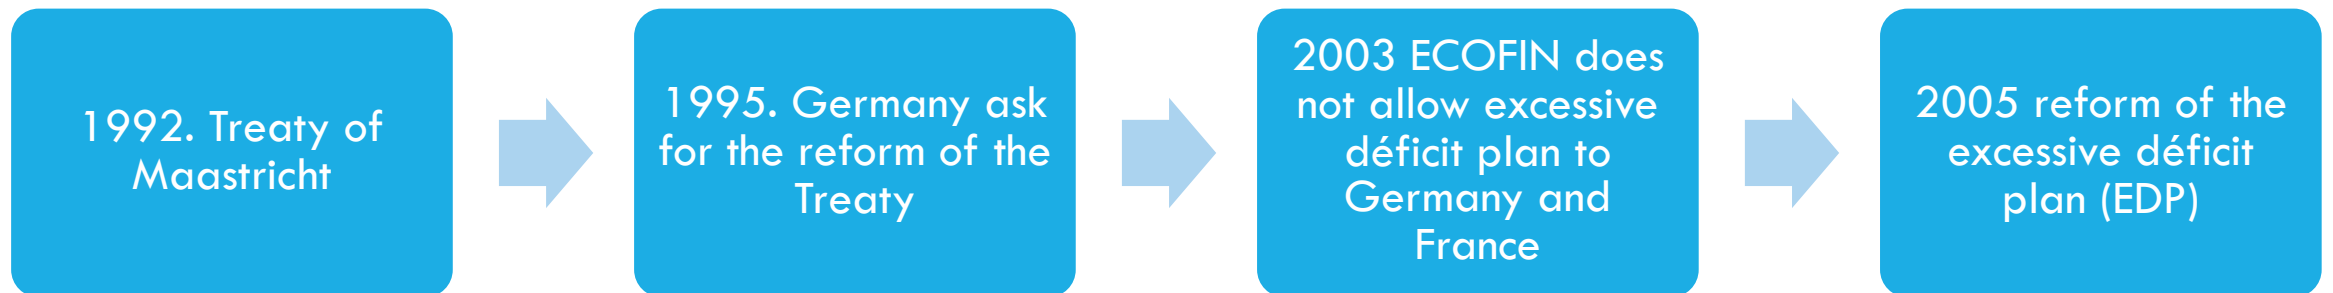 1992. Treaty of
Maastricht
1995. Germany ask
for the reform of the
Treaty
2003 ECOFIN does
not allow excessive
déficit plan to
Germany and
France
2005 reform of the
excessive déficit
plan (EDP)